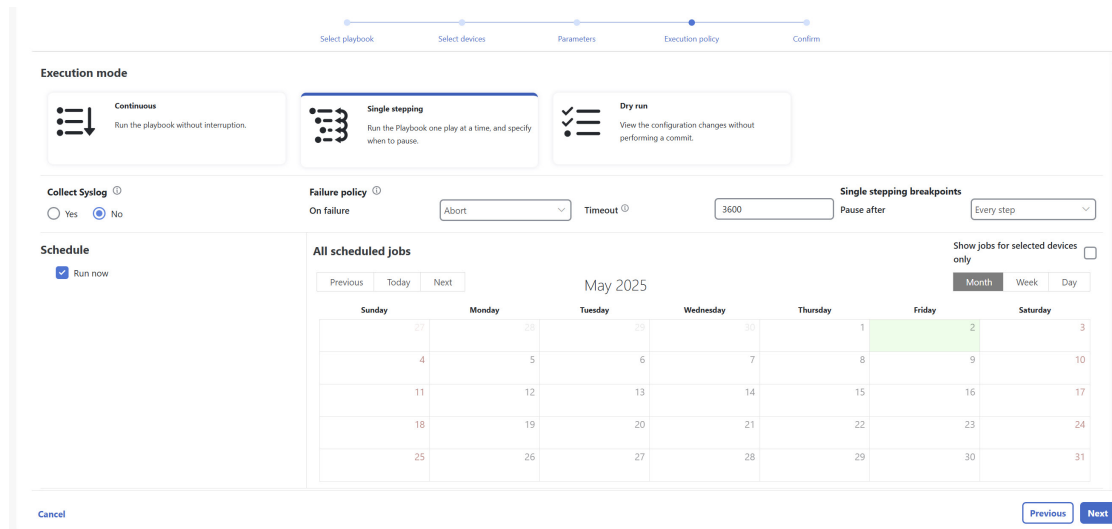 Select playbook Select devices Parameters Execution policy Confirm
Execution mode
Continuous
Run the playbook without interruption.
Single stepping
Run the Playbook one play at a time, and specify
when to pause.
Dry run
View the configuration changes without
performing a commit.
Collect Syslog
Yes No
Failure policy
On failure Abort Timeout 3600
Single stepping breakpoints
Pause after Every step
Schedule
Run now
All scheduled jobs
Show jobs for selected devices
only
Previous Today Next May 2025 Month Week Day
Sunday Monday Tuesday Wednesday Thursday Friday Saturday
27 28 29 30 1 2 3
4 5 6 7 8 9 10
11 12 13 14 15 16 17
18 19 20 21 22 23 24
25 26 27 28 29 30 31
Cancel Previous Next